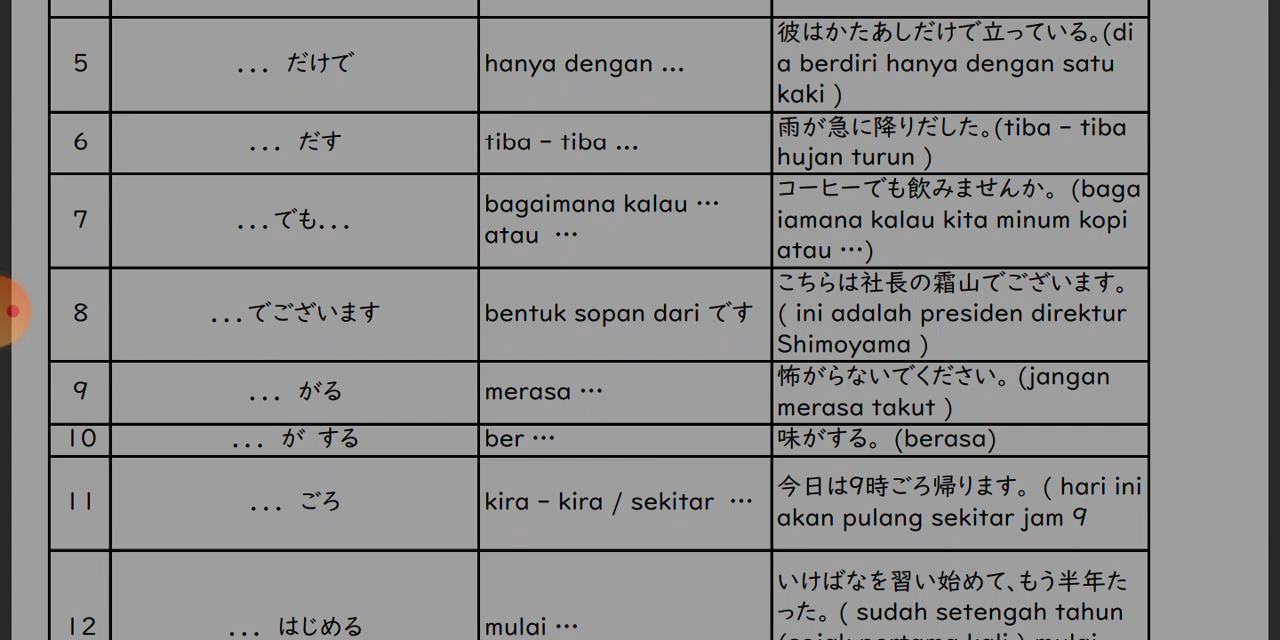 5
... だけで
hanya dengan ...
彼はかたあしだけで立っている。(di
a berdiri hanya dengan satu
kaki )
6
... だす
tiba - tiba ...
雨が急に降りだした。(tiba - tiba
hujan turun )
7
...でも...
bagaimana kalau ···
atau ···
コーヒーでも飲みませんか。 (baga
iamana kalau kita minum kopi
atau ···)
8
...でございます
bentuk sopan dari です
こちらは社長の霜山でございます。
( ini adalah presiden direktur
Shimoyama )
9
... がる
merasa ···
怖がらないでください。(jangan
merasa takut )
10
... が する
ber ···
味がする。 (berasa)
11
... ごろ
kira - kira / sekitar ···
今日は9時ごろ帰ります。 ( hari ini
akan pulang sekitar jam 9
12
... はじめる
mulai ···
いけばなを習い始めて、もう半年た
った。( sudah setengah tahun